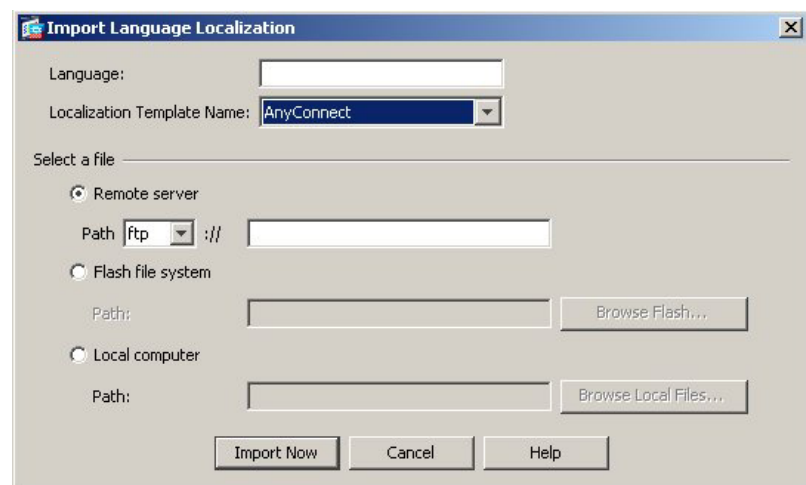 Import Language Localization
Language:
Localization Template Name: AnyConnect
Select a file
Remote server
Path ftp ://
Flash file system
Path: Browse Flash...
Local computer
Path: Browse Local Files...
Import Now Cancel Help